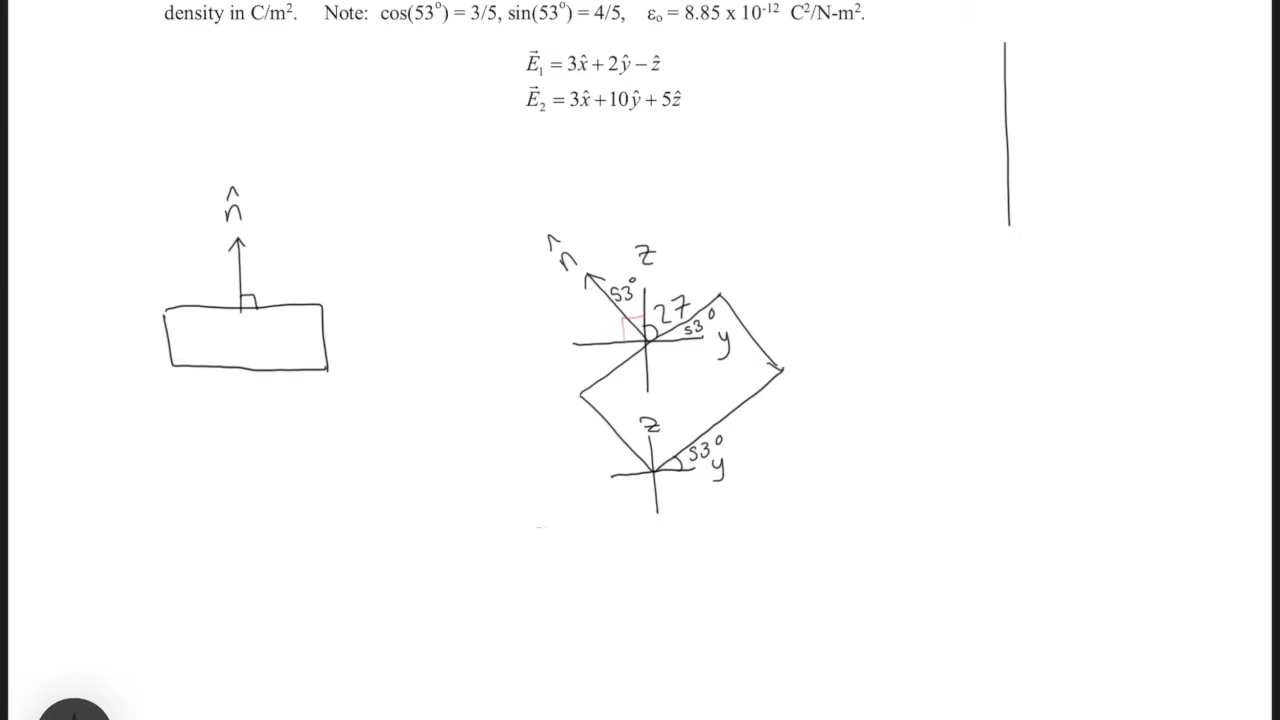 density in C/m². Note: cos(53°) = 3/5, sin(53°) = 4/5, εₒ = 8.85 x 10⁻¹² C²/N-m².
E⃗₁ = 3x̂ + 2ŷ − ẑ
E⃗₂ = 3x̂ + 10ŷ + 5ẑ
n̂
n̂
z
53°
27
53°
y
z
53°
y